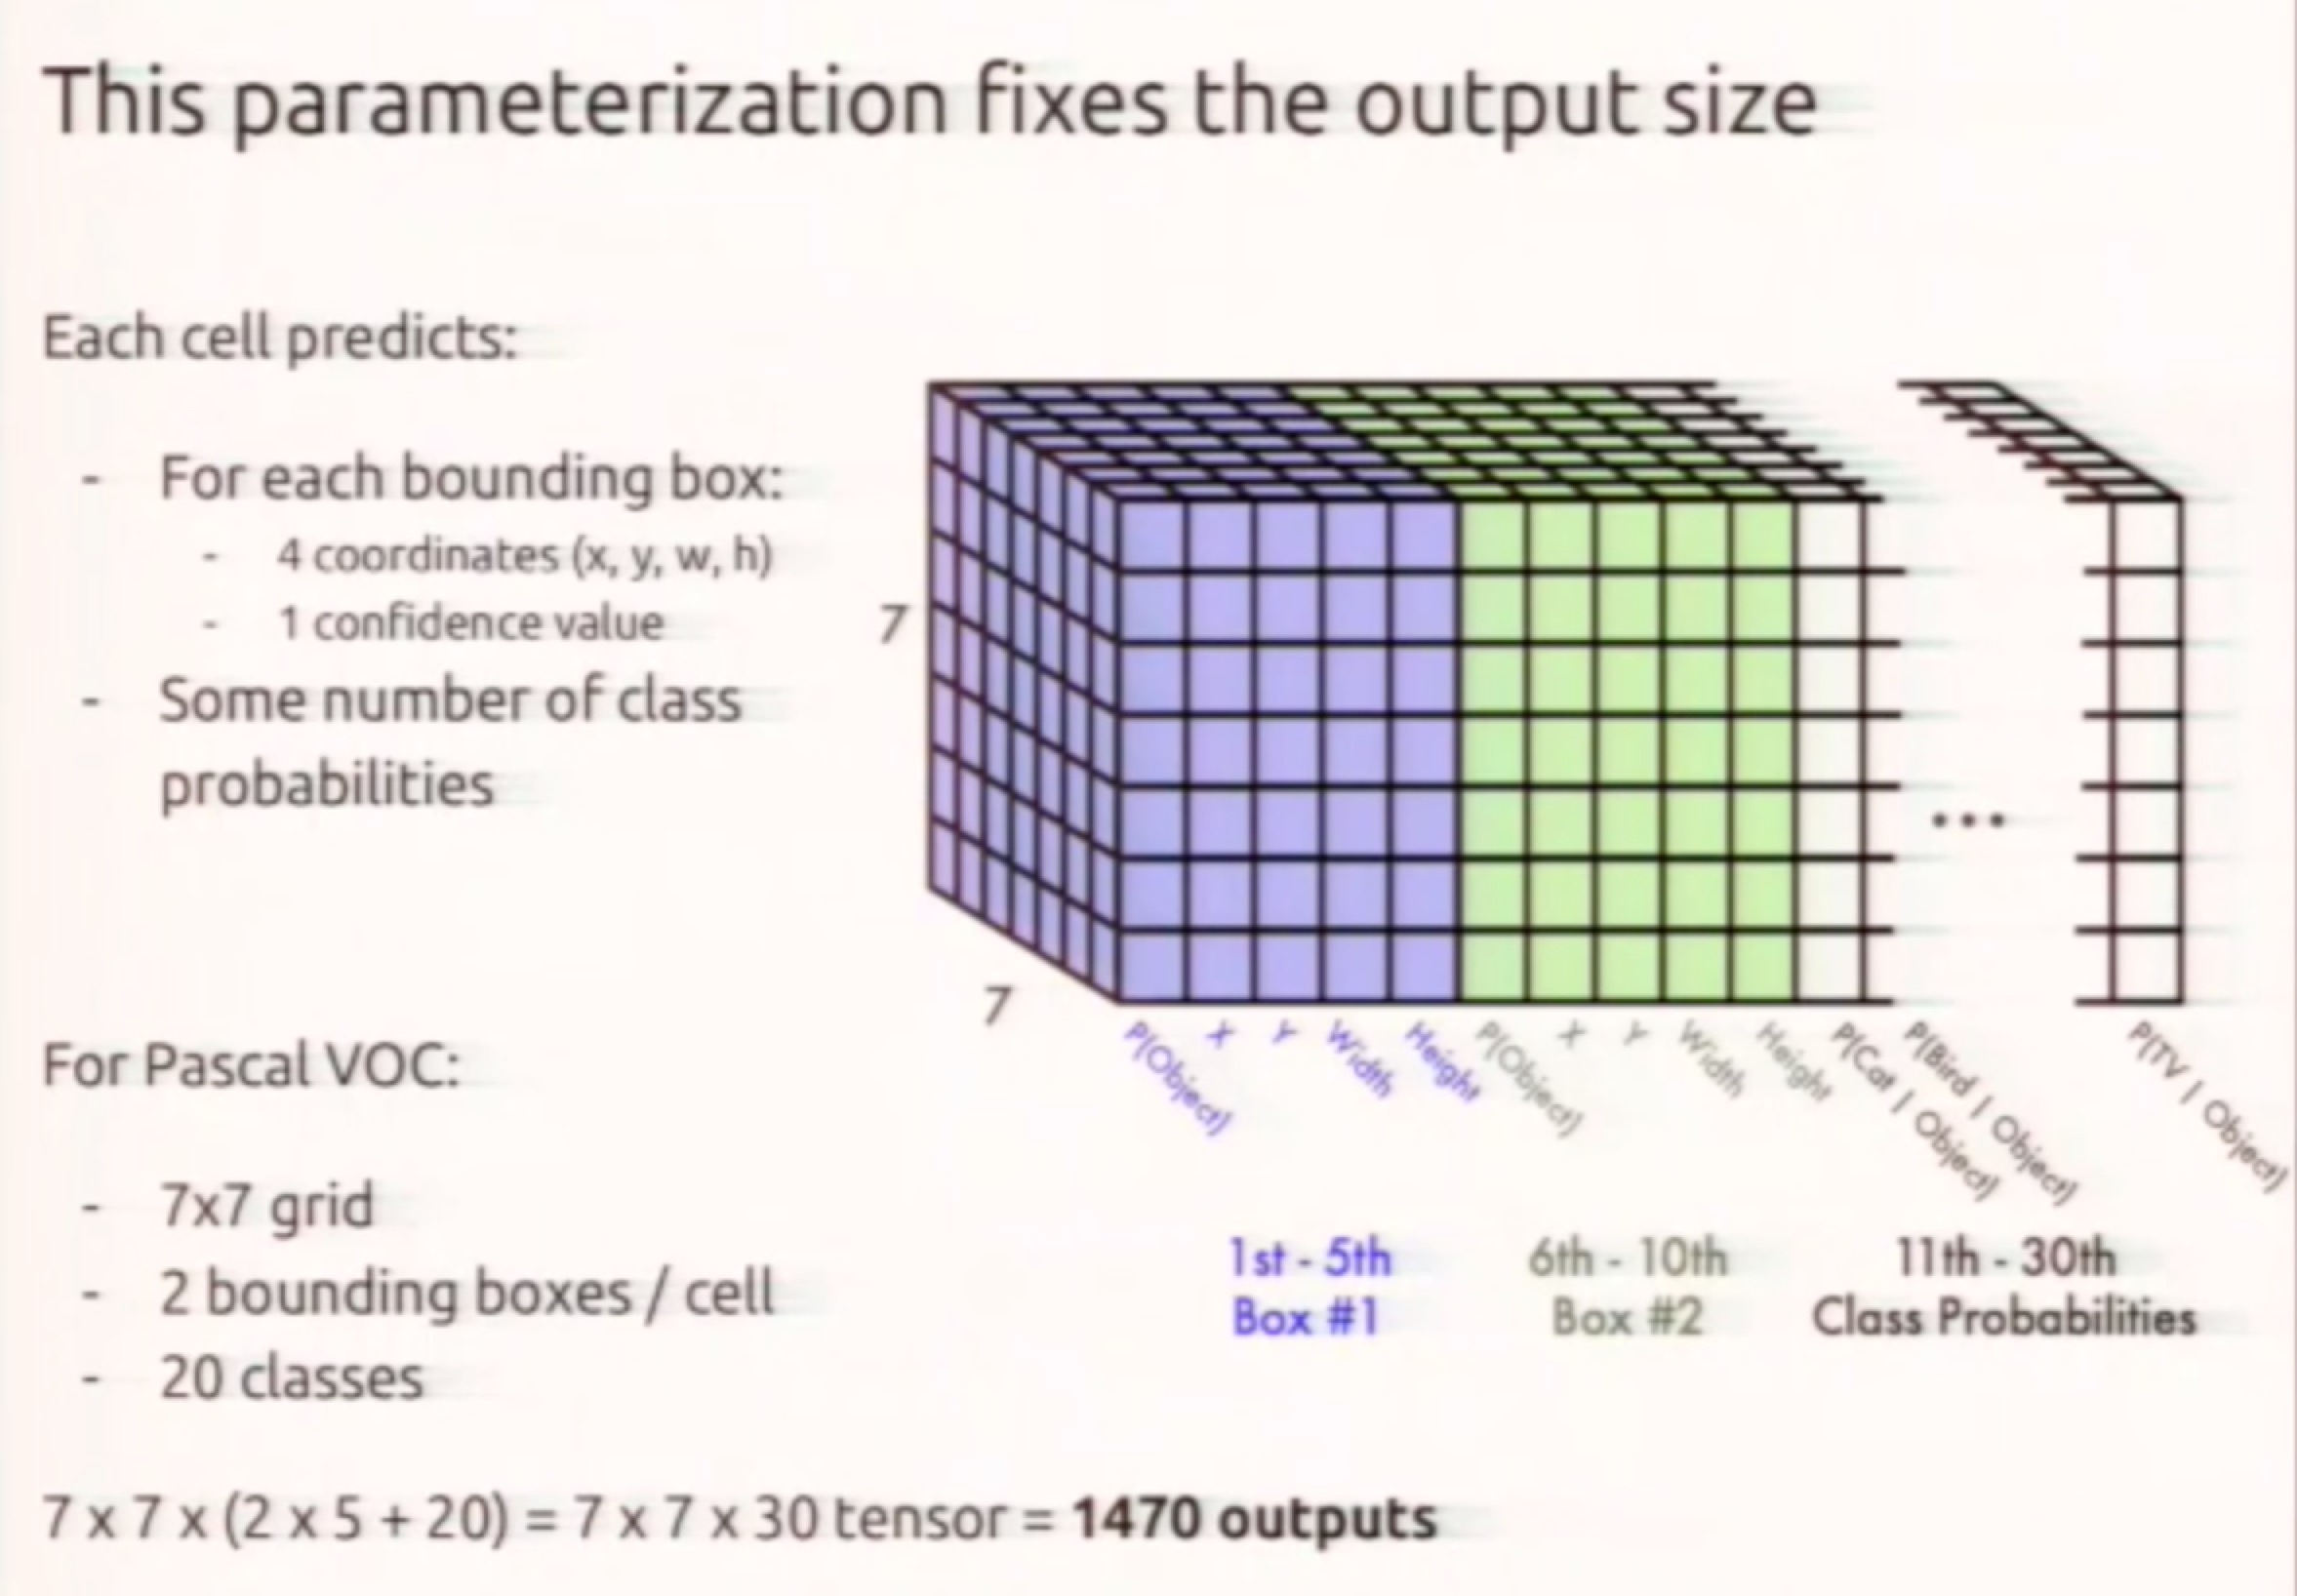 This parameterization fixes the output size
Each cell predicts:
- For each bounding box:
- 4 coordinates (x, y, w, h)
- 1 confidence value
- Some number of class
probabilities
For Pascal VOC:
- 7x7 grid
- 2 bounding boxes / cell
- 20 classes
7 x 7 x (2 x 5 + 20) = 7 x 7 x 30 tensor = 1470 outputs
7
7
...
P(Object)
X
Y
Width
Height
P(Object)
X
Y
Width
Height
P(Cat | Object)
P(Bird | Object)
P(TV | Object)
1st - 5th
Box #1
6th - 10th
Box #2
11th - 30th
Class Probabilities